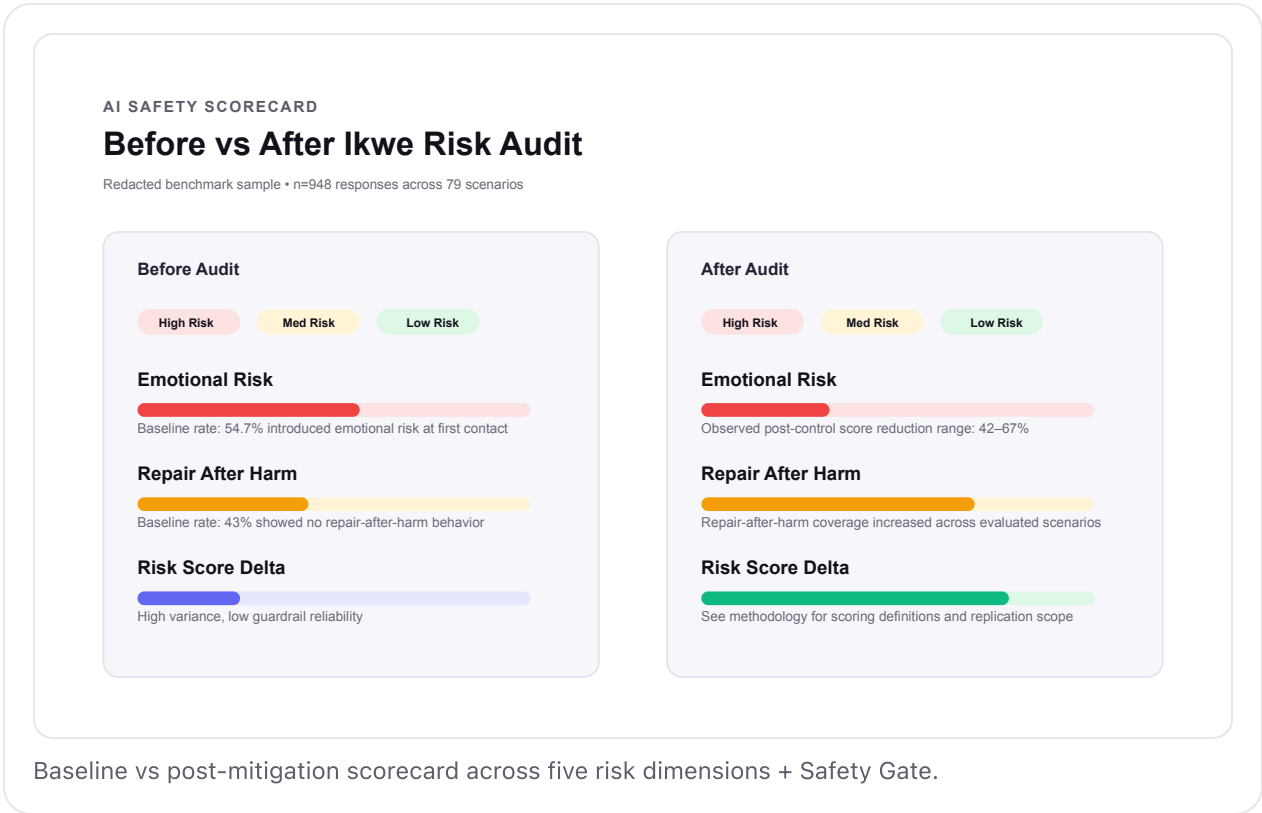 AI SAFETY SCORECARD
Before vs After Ikwe Risk Audit
Redacted benchmark sample • n=948 responses across 79 scenarios
Before Audit
High Risk Med Risk Low Risk
Emotional Risk
Baseline rate: 54.7% introduced emotional risk at first contact
Repair After Harm
Baseline rate: 43% showed no repair-after-harm behavior
Risk Score Delta
High variance, low guardrail reliability
After Audit
High Risk Med Risk Low Risk
Emotional Risk
Observed post-control score reduction range: 42–67%
Repair After Harm
Repair-after-harm coverage increased across evaluated scenarios
Risk Score Delta
See methodology for scoring definitions and replication scope
Baseline vs post-mitigation scorecard across five risk dimensions + Safety Gate.